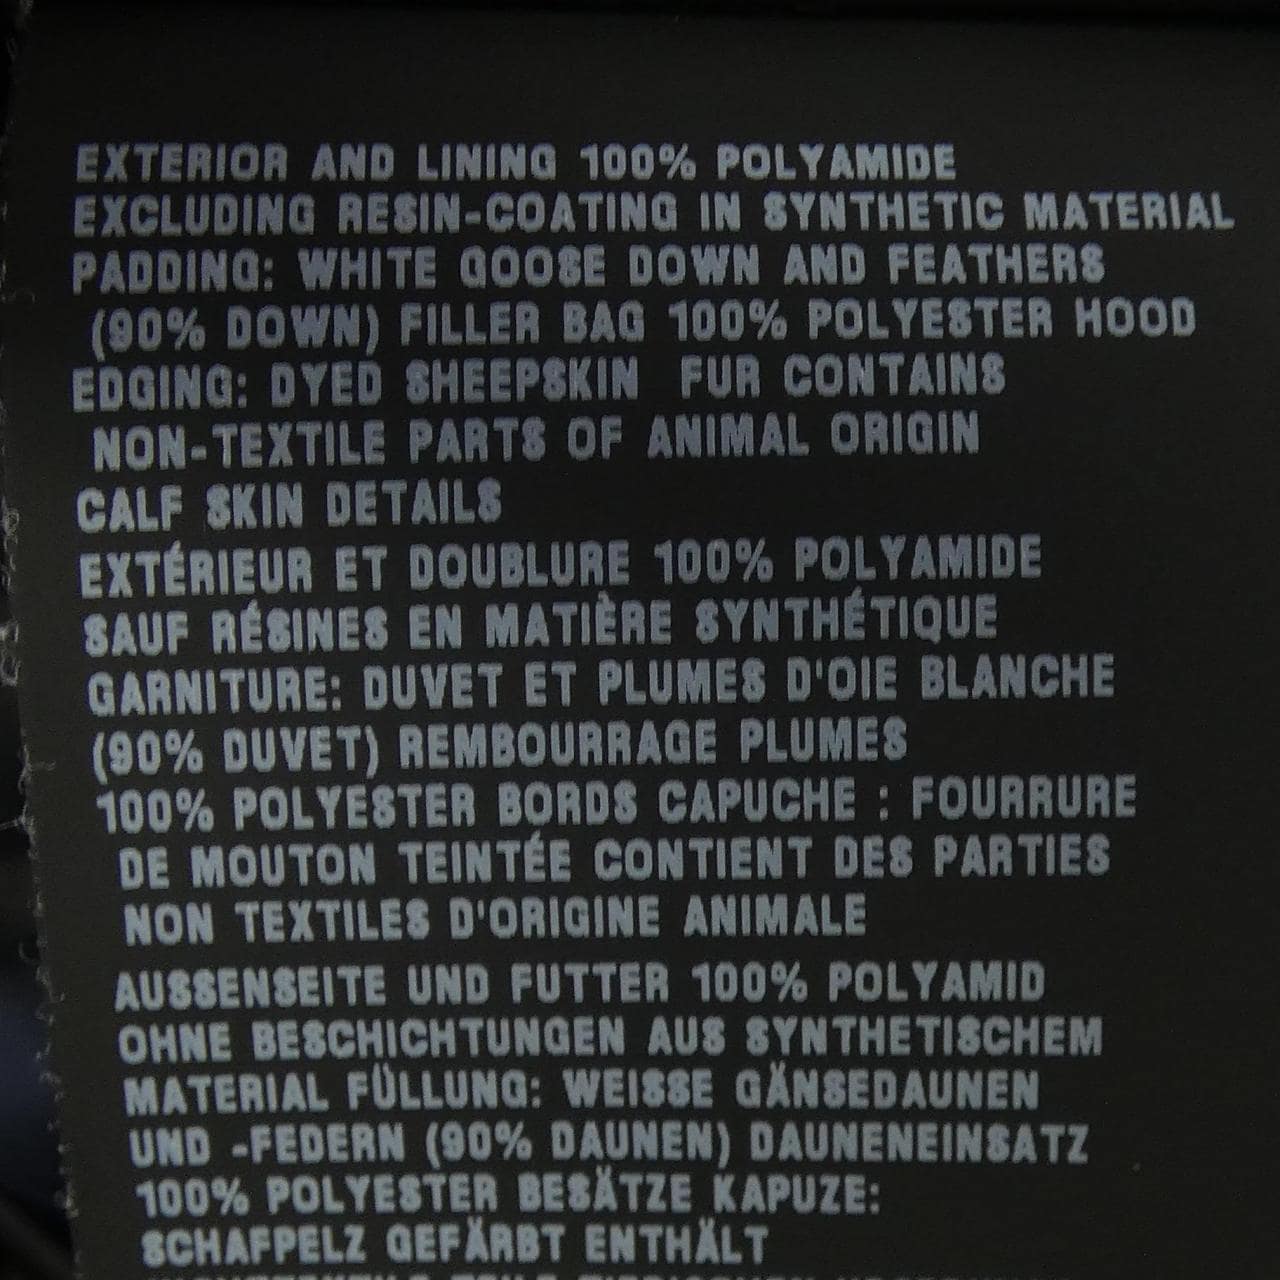 EXTERIOR AND LINING 100% POLYAMIDE
EXCLUDING RESIN-COATING IN SYNTHETIC MATERIAL
PADDING: WHITE GOOSE DOWN AND FEATHERS
(90% DOWN) FILLER BAG 100% POLYESTER HOOD
EDGING: DYED SHEEPSKIN FUR CONTAINS
NON-TEXTILE PARTS OF ANIMAL ORIGIN
CALF SKIN DETAILS
EXTÉRIEUR ET DOUBLURE 100% POLYAMIDE
SAUF RÉSINES EN MATIÈRE SYNTHÉTIQUE
GARNITURE: DUVET ET PLUMES D'OIE BLANCHE
(90% DUVET) REMBOURRAGE PLUMES
100% POLYESTER BORDS CAPUCHE : FOURRURE
DE MOUTON TEINTÉE CONTIENT DES PARTIES
NON TEXTILES D'ORIGINE ANIMALE
AUSSENSEITE UND FUTTER 100% POLYAMID
OHNE BESCHICHTUNGEN AUS SYNTHETISCHEM
MATERIAL FÜLLUNG: WEISSE GÄNSEDAUNEN
UND -FEDERN (90% DAUNEN) DAUNENEINSATZ
100% POLYESTER BESÄTZE KAPUZE:
SCHAFPELZ GEFÄRBT ENTHÄLT